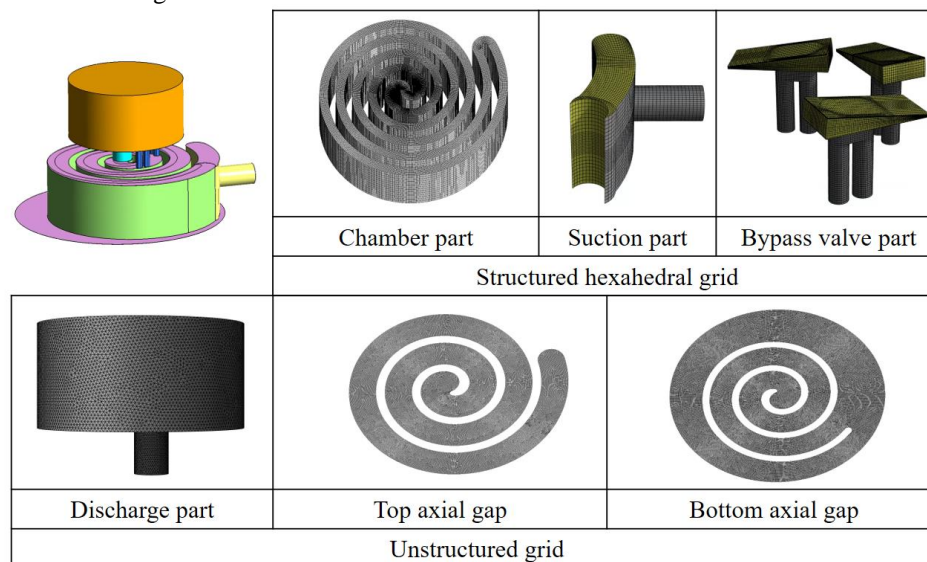 Chamber part
Suction part
Bypass valve part
Structured hexahedral grid
Discharge part
Top axial gap
Bottom axial gap
Unstructured grid